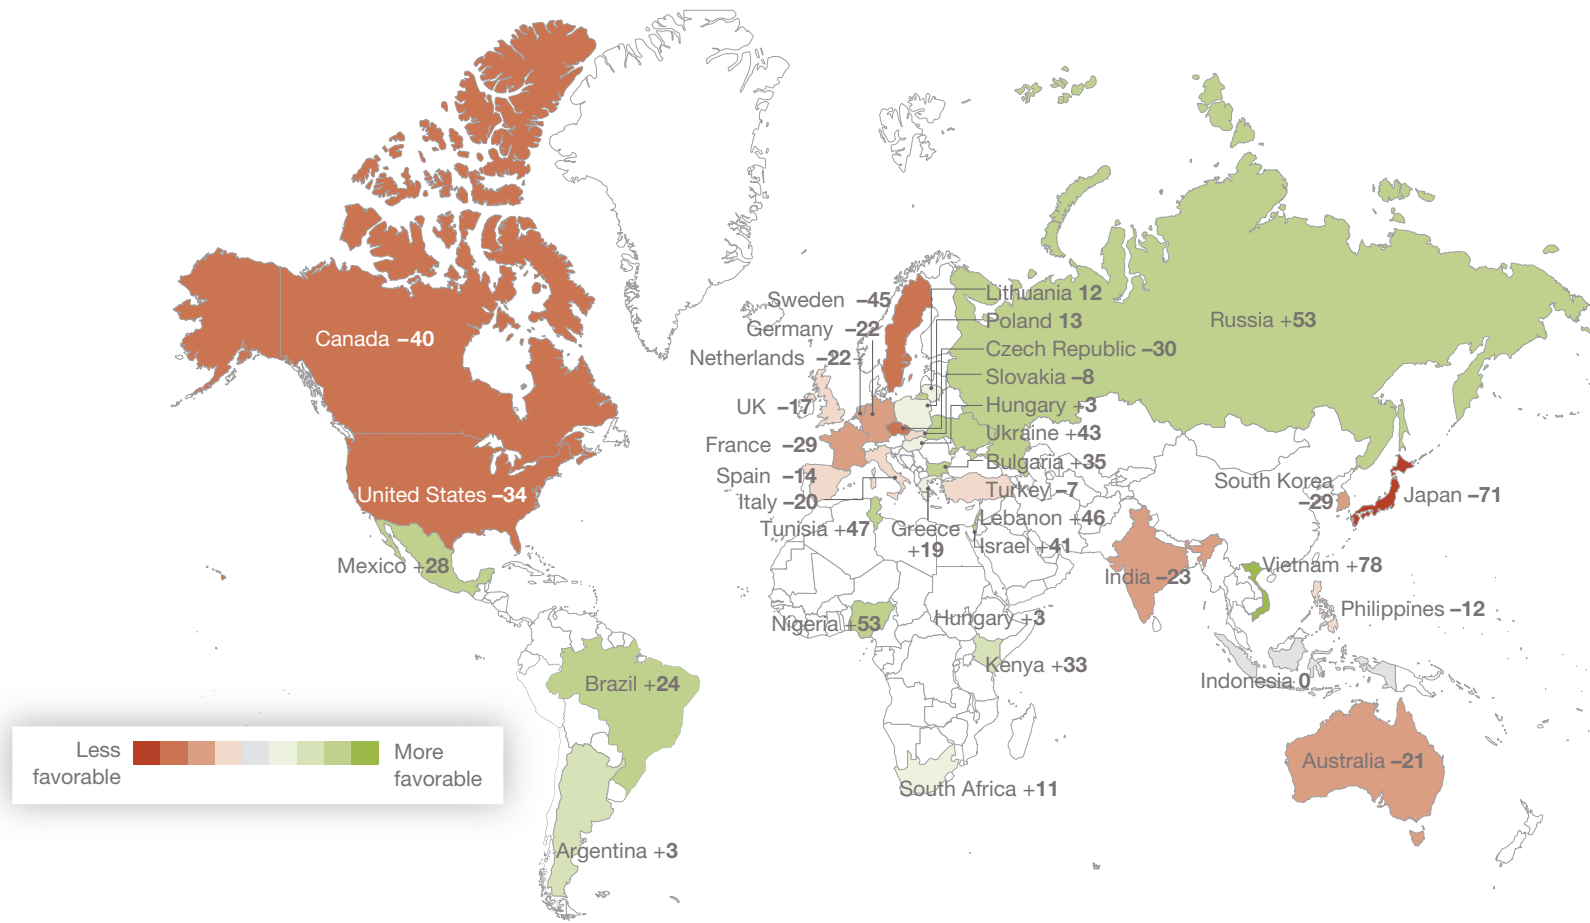 Sweden –45
Lithuania 12
Germany –22
Poland 13
Russia +53
Canada –40
Netherlands –22
Czech Republic –30
Slovakia –8
UK –17
Hungary +3
Ukraine +43
France –29
Bulgaria +35
Spain –14
South Korea
–29
Turkey –7
United States –34
Japan –71
Italy –20
Lebanon +46
Tunisia +47
Greece
+19
Israel +41
Mexico +28
Vietnam +78
India –23
Philippines –12
Nigeria +53
Hungary +3
Kenya +33
Indonesia 0
Brazil +24
Less
favorable
More
favorable
Australia –21
South Africa +11
Argentina +3